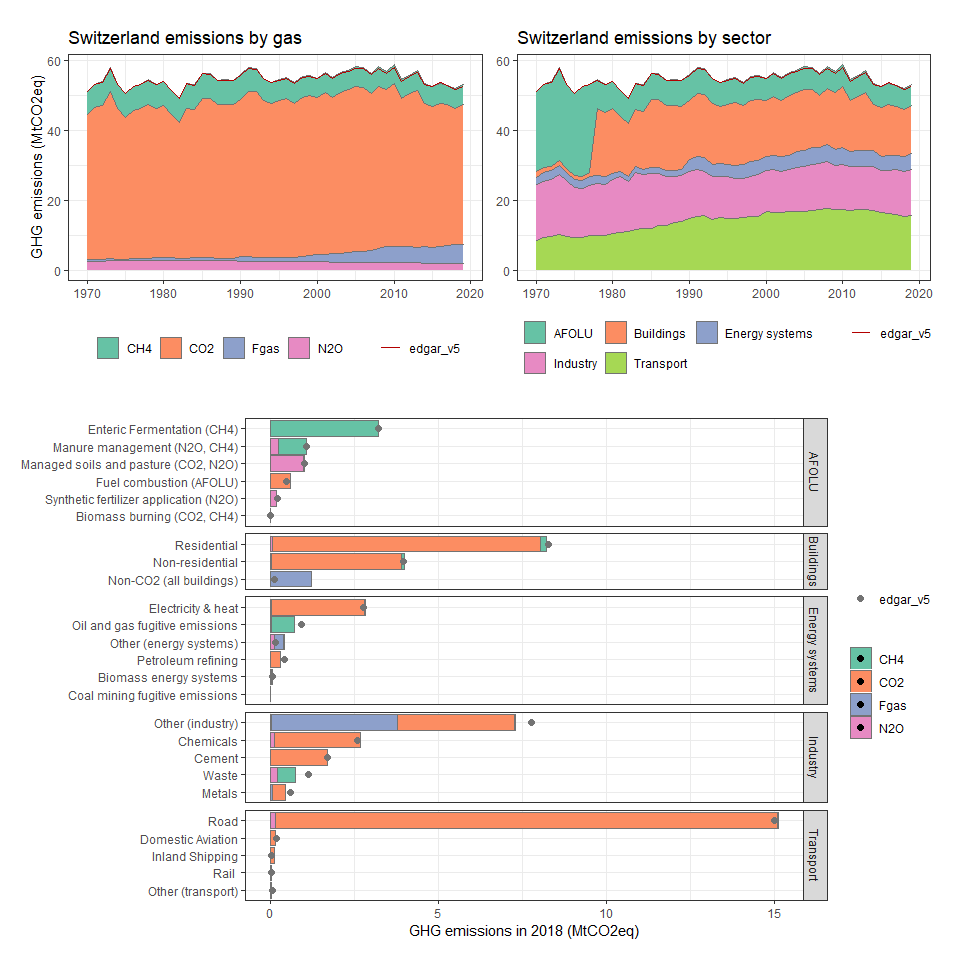 Switzerland emissions by gas
Switzerland emissions by sector
GHG emissions (MtCO2eq)
60
40
20
0
1970 1980 1990 2000 2010 2020
60
40
20
0
1970 1980 1990 2000 2010 2020
CH4 CO2 Fgas N2O edgar_v5
AFOLU Buildings Energy systems edgar_v5
Industry Transport
Enteric Fermentation (CH4)
Manure management (N2O, CH4)
Managed soils and pasture (CO2, N2O)
Fuel combustion (AFOLU)
Synthetic fertilizer application (N2O)
Biomass burning (CO2, CH4)
AFOLU
Residential
Non-residential
Non-CO2 (all buildings)
Buildings
Electricity & heat
Oil and gas fugitive emissions
Other (energy systems)
Petroleum refining
Biomass energy systems
Coal mining fugitive emissions
Energy systems
Other (industry)
Chemicals
Cement
Waste
Metals
Industry
Road
Domestic Aviation
Inland Shipping
Rail
Other (transport)
Transport
0 5 10 15
GHG emissions in 2018 (MtCO2eq)
edgar_v5
CH4
CO2
Fgas
N2O